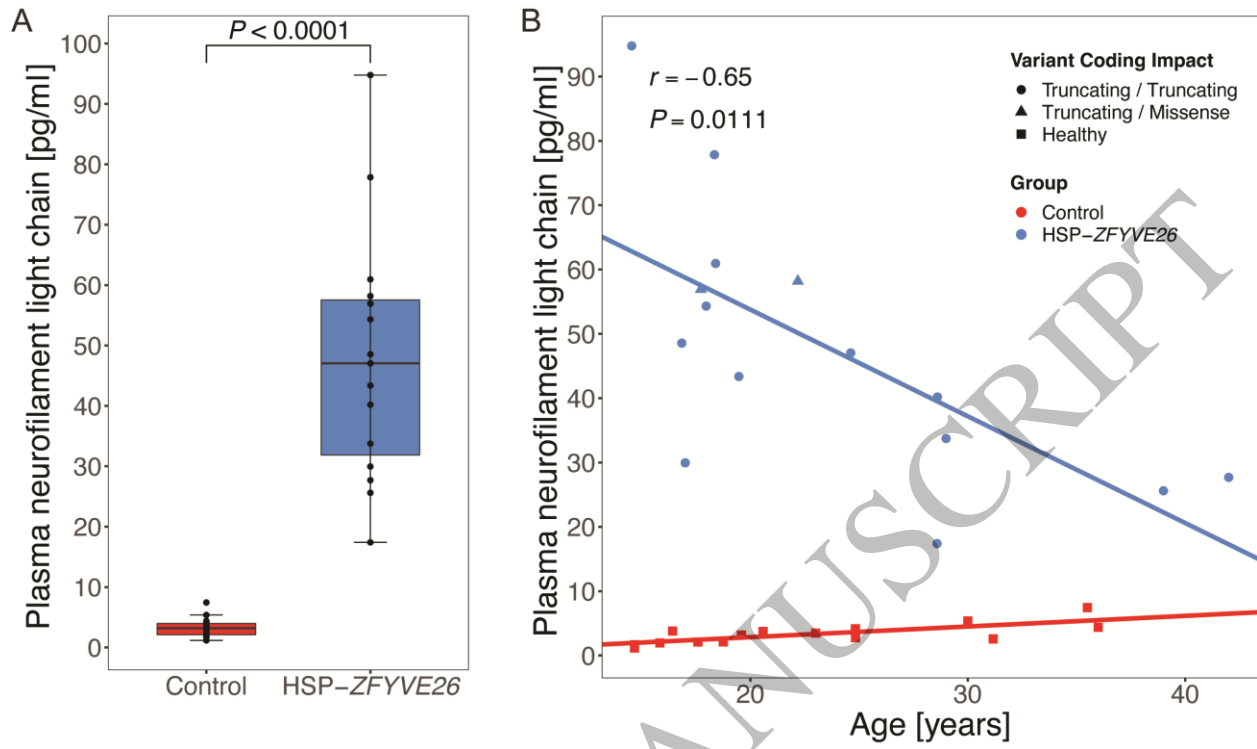 A
Plasma neurofilament light chain [pg/ml]
100
90
80
70
60
50
40
30
20
10
0
P < 0.0001
Control
HSP−ZFYVE26
B
Plasma neurofilament light chain [pg/ml]
90
80
70
60
50
40
30
20
10
0
r = −0.65
P = 0.0111
Variant Coding Impact
Truncating / Truncating
Truncating / Missense
Healthy
Group
Control
HSP−ZFYVE26
20
30
40
Age [years]
ANUSCRIPT